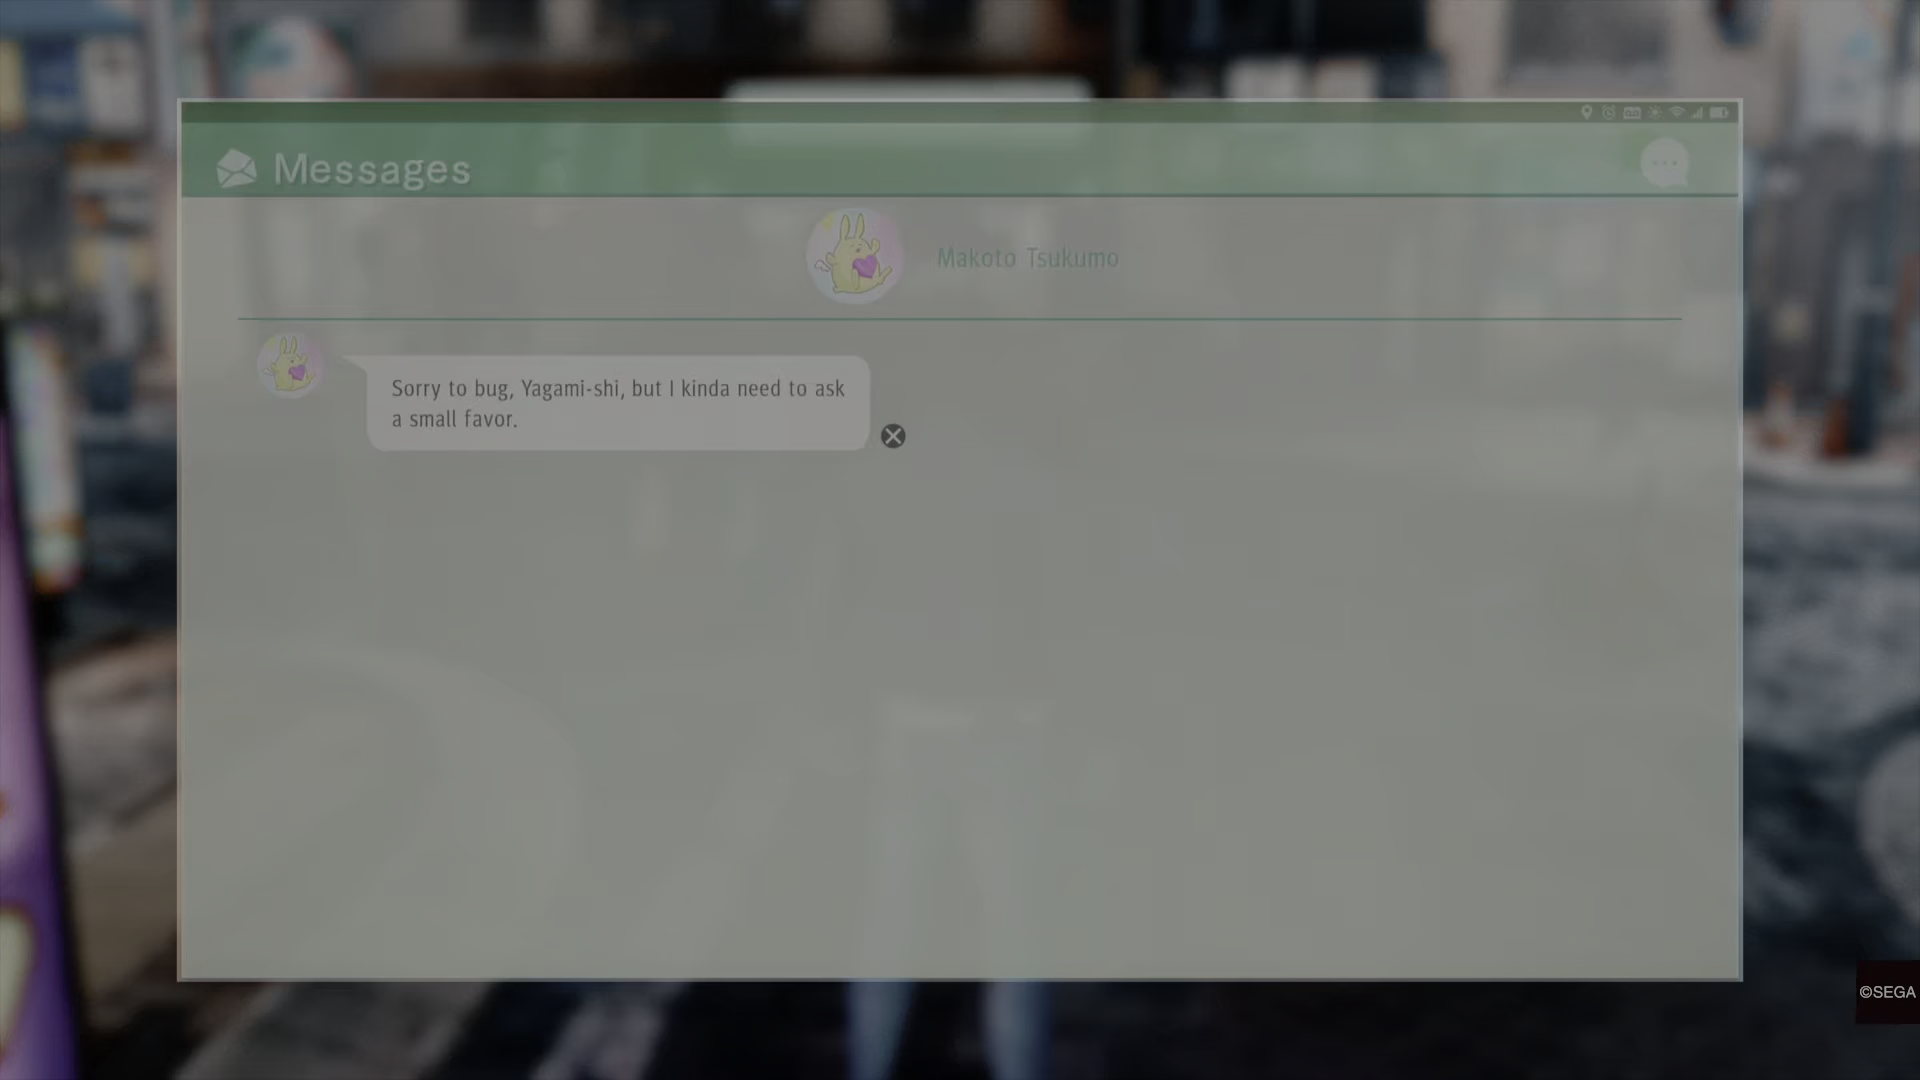 Messages
Makoto Tsukumo
Sorry to bug, Yagami-shi, but I kinda need to ask
a small favor.
©SEGA